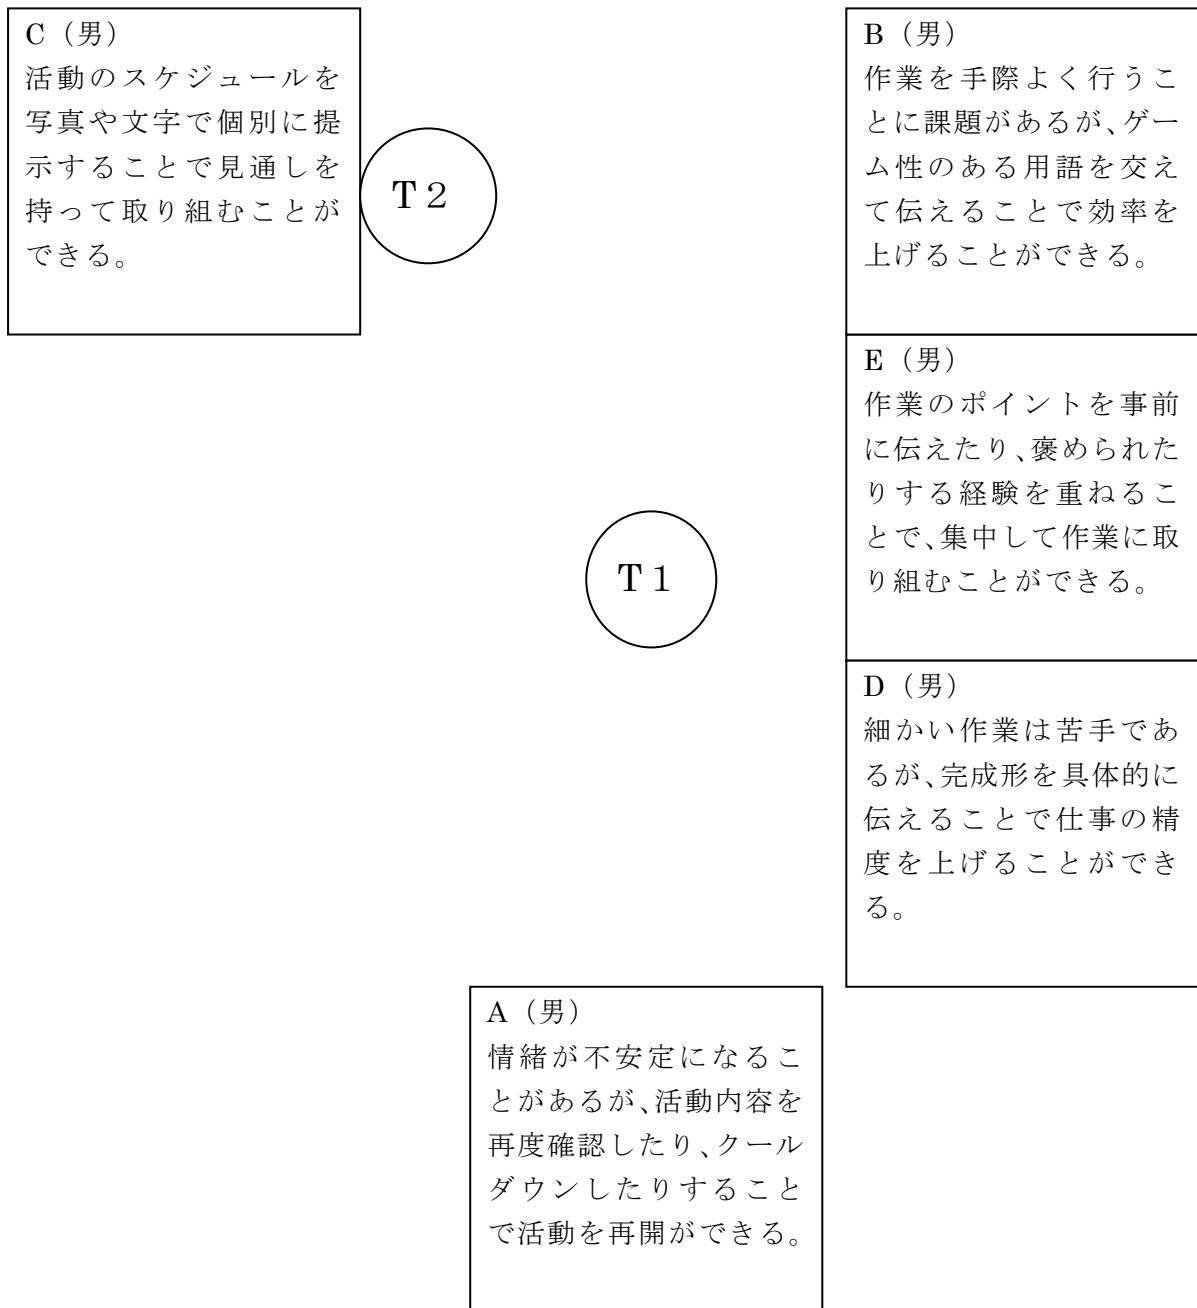 C（男）
活動のスケジュールを
写真や文字で個別に提
示することで見通しを
持って取り組むことが
できる。
T２
B（男）
作業を手際よく行うこ
とに課題があるが、ゲー
ム性のある用語を交え
て伝えることで効率を
上げることができる。
E（男）
作業のポイントを事前
に伝えたり、褒められた
りする経験を重ねるこ
とで、集中して作業に取
り組むことができる。
T１
D（男）
細かい作業は苦手であ
るが、完成形を具体的に
伝えることで仕事の精
度を上げることができ
る。
A（男）
情緒が不安定になるこ
とがあるが、活動内容を
再度確認したり、クール
ダウンしたりすること
で活動を再開ができる。